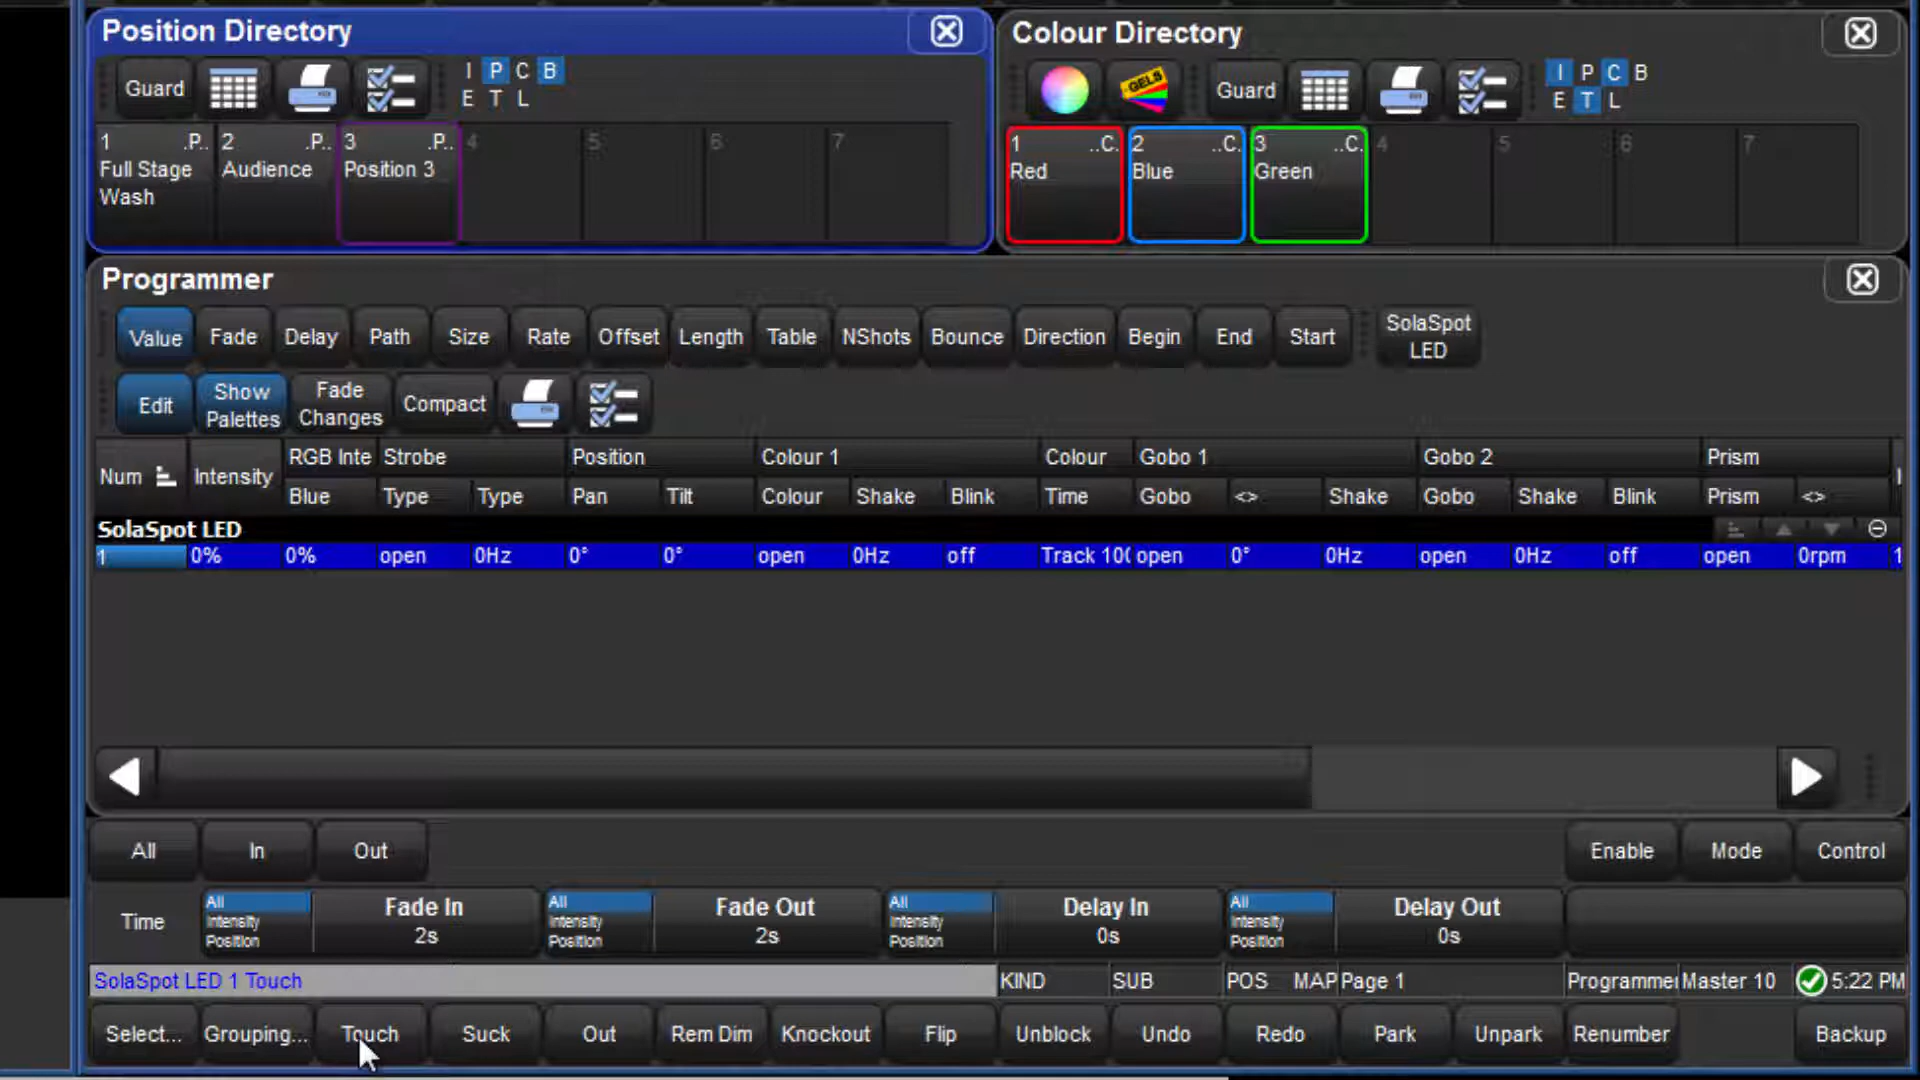 Position Directory
Guard
I P C B
E T L
1 .P..
Full Stage
Wash
2 .P..
Audience
3 .P..
Position 3
4
5
6
7
Colour Directory
GELS
Guard
I P C B
E T L
1 ..C.
Red
2 ..C.
Blue
3 ..C.
Green
4
5
6
7
Programmer
Value Fade Delay Path Size Rate Offset Length Table NShots Bounce Direction Begin End Start SolaSpot LED
Edit Show Palettes Fade Changes Compact
Num Intensity RGB Inte Strobe Position Colour 1 Colour Gobo 1 Gobo 2 Prism
Blue Type Type Pan Tilt Colour Shake Blink Time Gobo <> Shake Gobo Shake Blink Prism <>
SolaSpot LED
1 0% 0% open 0Hz 0° 0° open 0Hz off Track 10 open 0° 0Hz open 0Hz off open 0rpm 1
All In Out Enable Mode Control
Time
All
Intensity
Position
Fade In
2s
All
Intensity
Position
Fade Out
2s
All
Intensity
Position
Delay In
0s
All
Intensity
Position
Delay Out
0s
SolaSpot LED 1 Touch KIND SUB POS MAP Page 1 Programmer Master 10 5:22 PM
Select... Grouping... Touch Suck Out Rem Dim Knockout Flip Unblock Undo Redo Park Unpark Renumber Backup